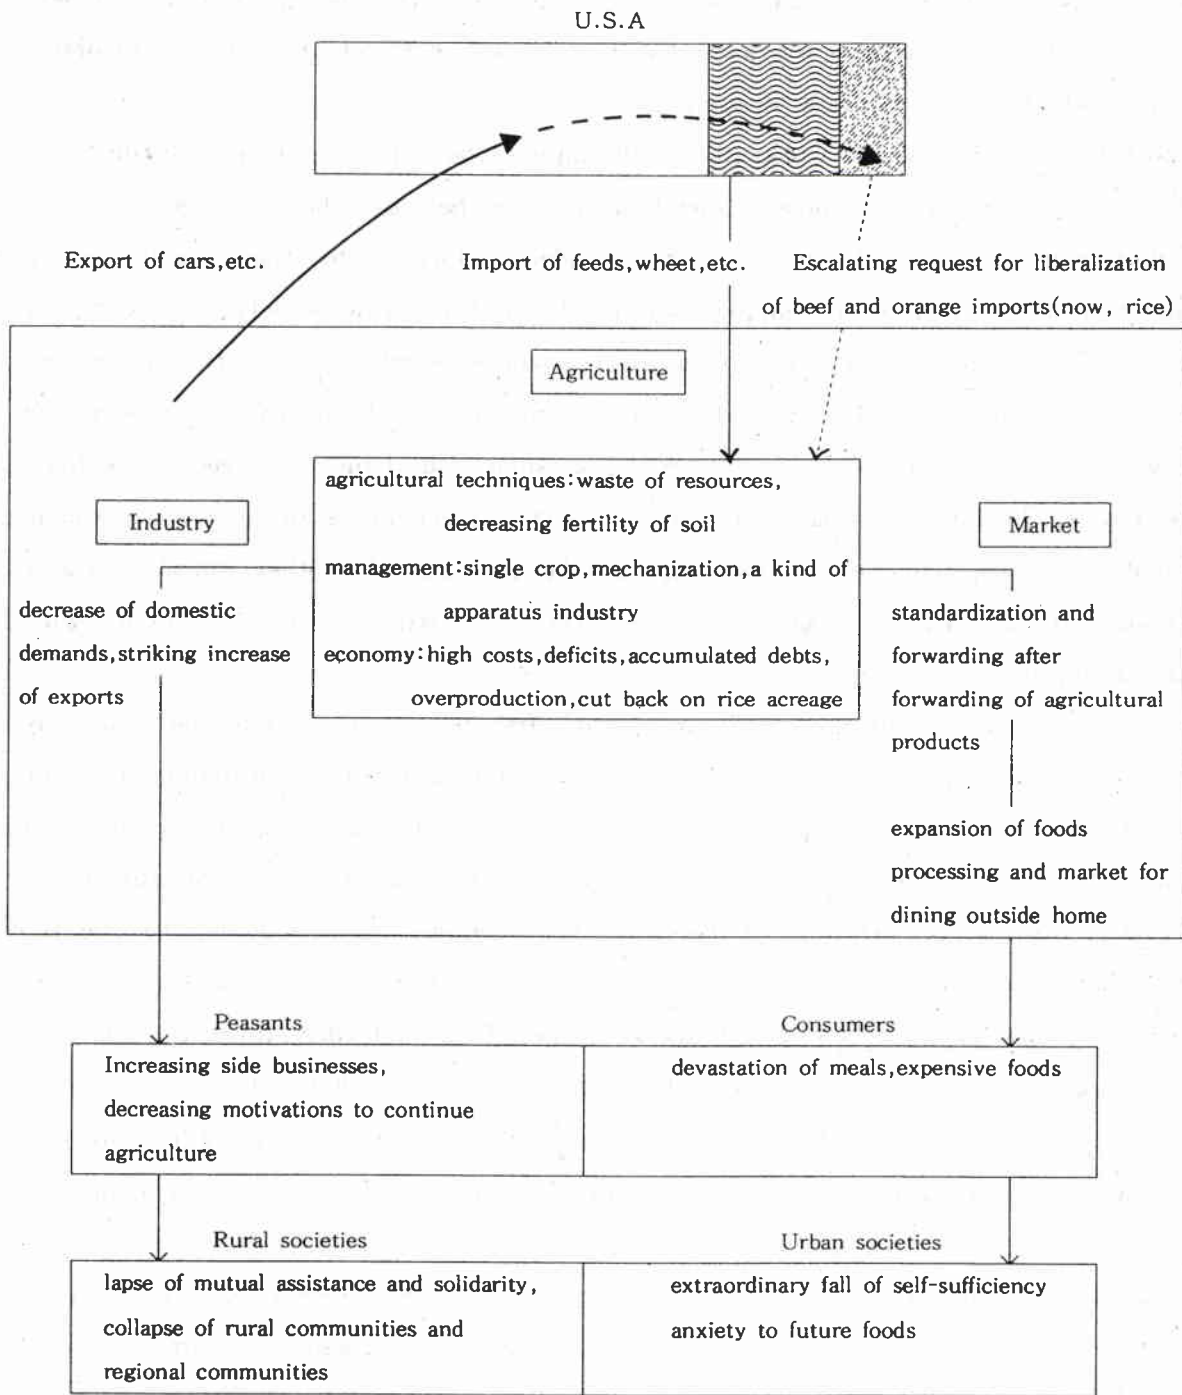 U.S.A
Export of cars,etc.
Import of feeds,wheet,etc.
Escalating request for liberalization
of beef and orange imports(now, rice)
Agriculture
Industry
agricultural techniques:waste of resources,
decreasing fertility of soil
management:single crop,mechanization,a kind of
apparatus industry
economy:high costs,deficits,accumulated debts,
overproduction,cut back on rice acreage
Market
decrease of domestic
demands,striking increase
of exports
standardization and
forwarding after
forwarding of agricultural
products
expansion of foods
processing and market for
dining outside home
Peasants
Increasing side businesses,
decreasing motivations to continue
agriculture
Consumers
devastation of meals,expensive foods
Rural societies
lapse of mutual assistance and solidarity,
collapse of rural communities and
regional communities
Urban societies
extraordinary fall of self-sufficiency
anxiety to future foods